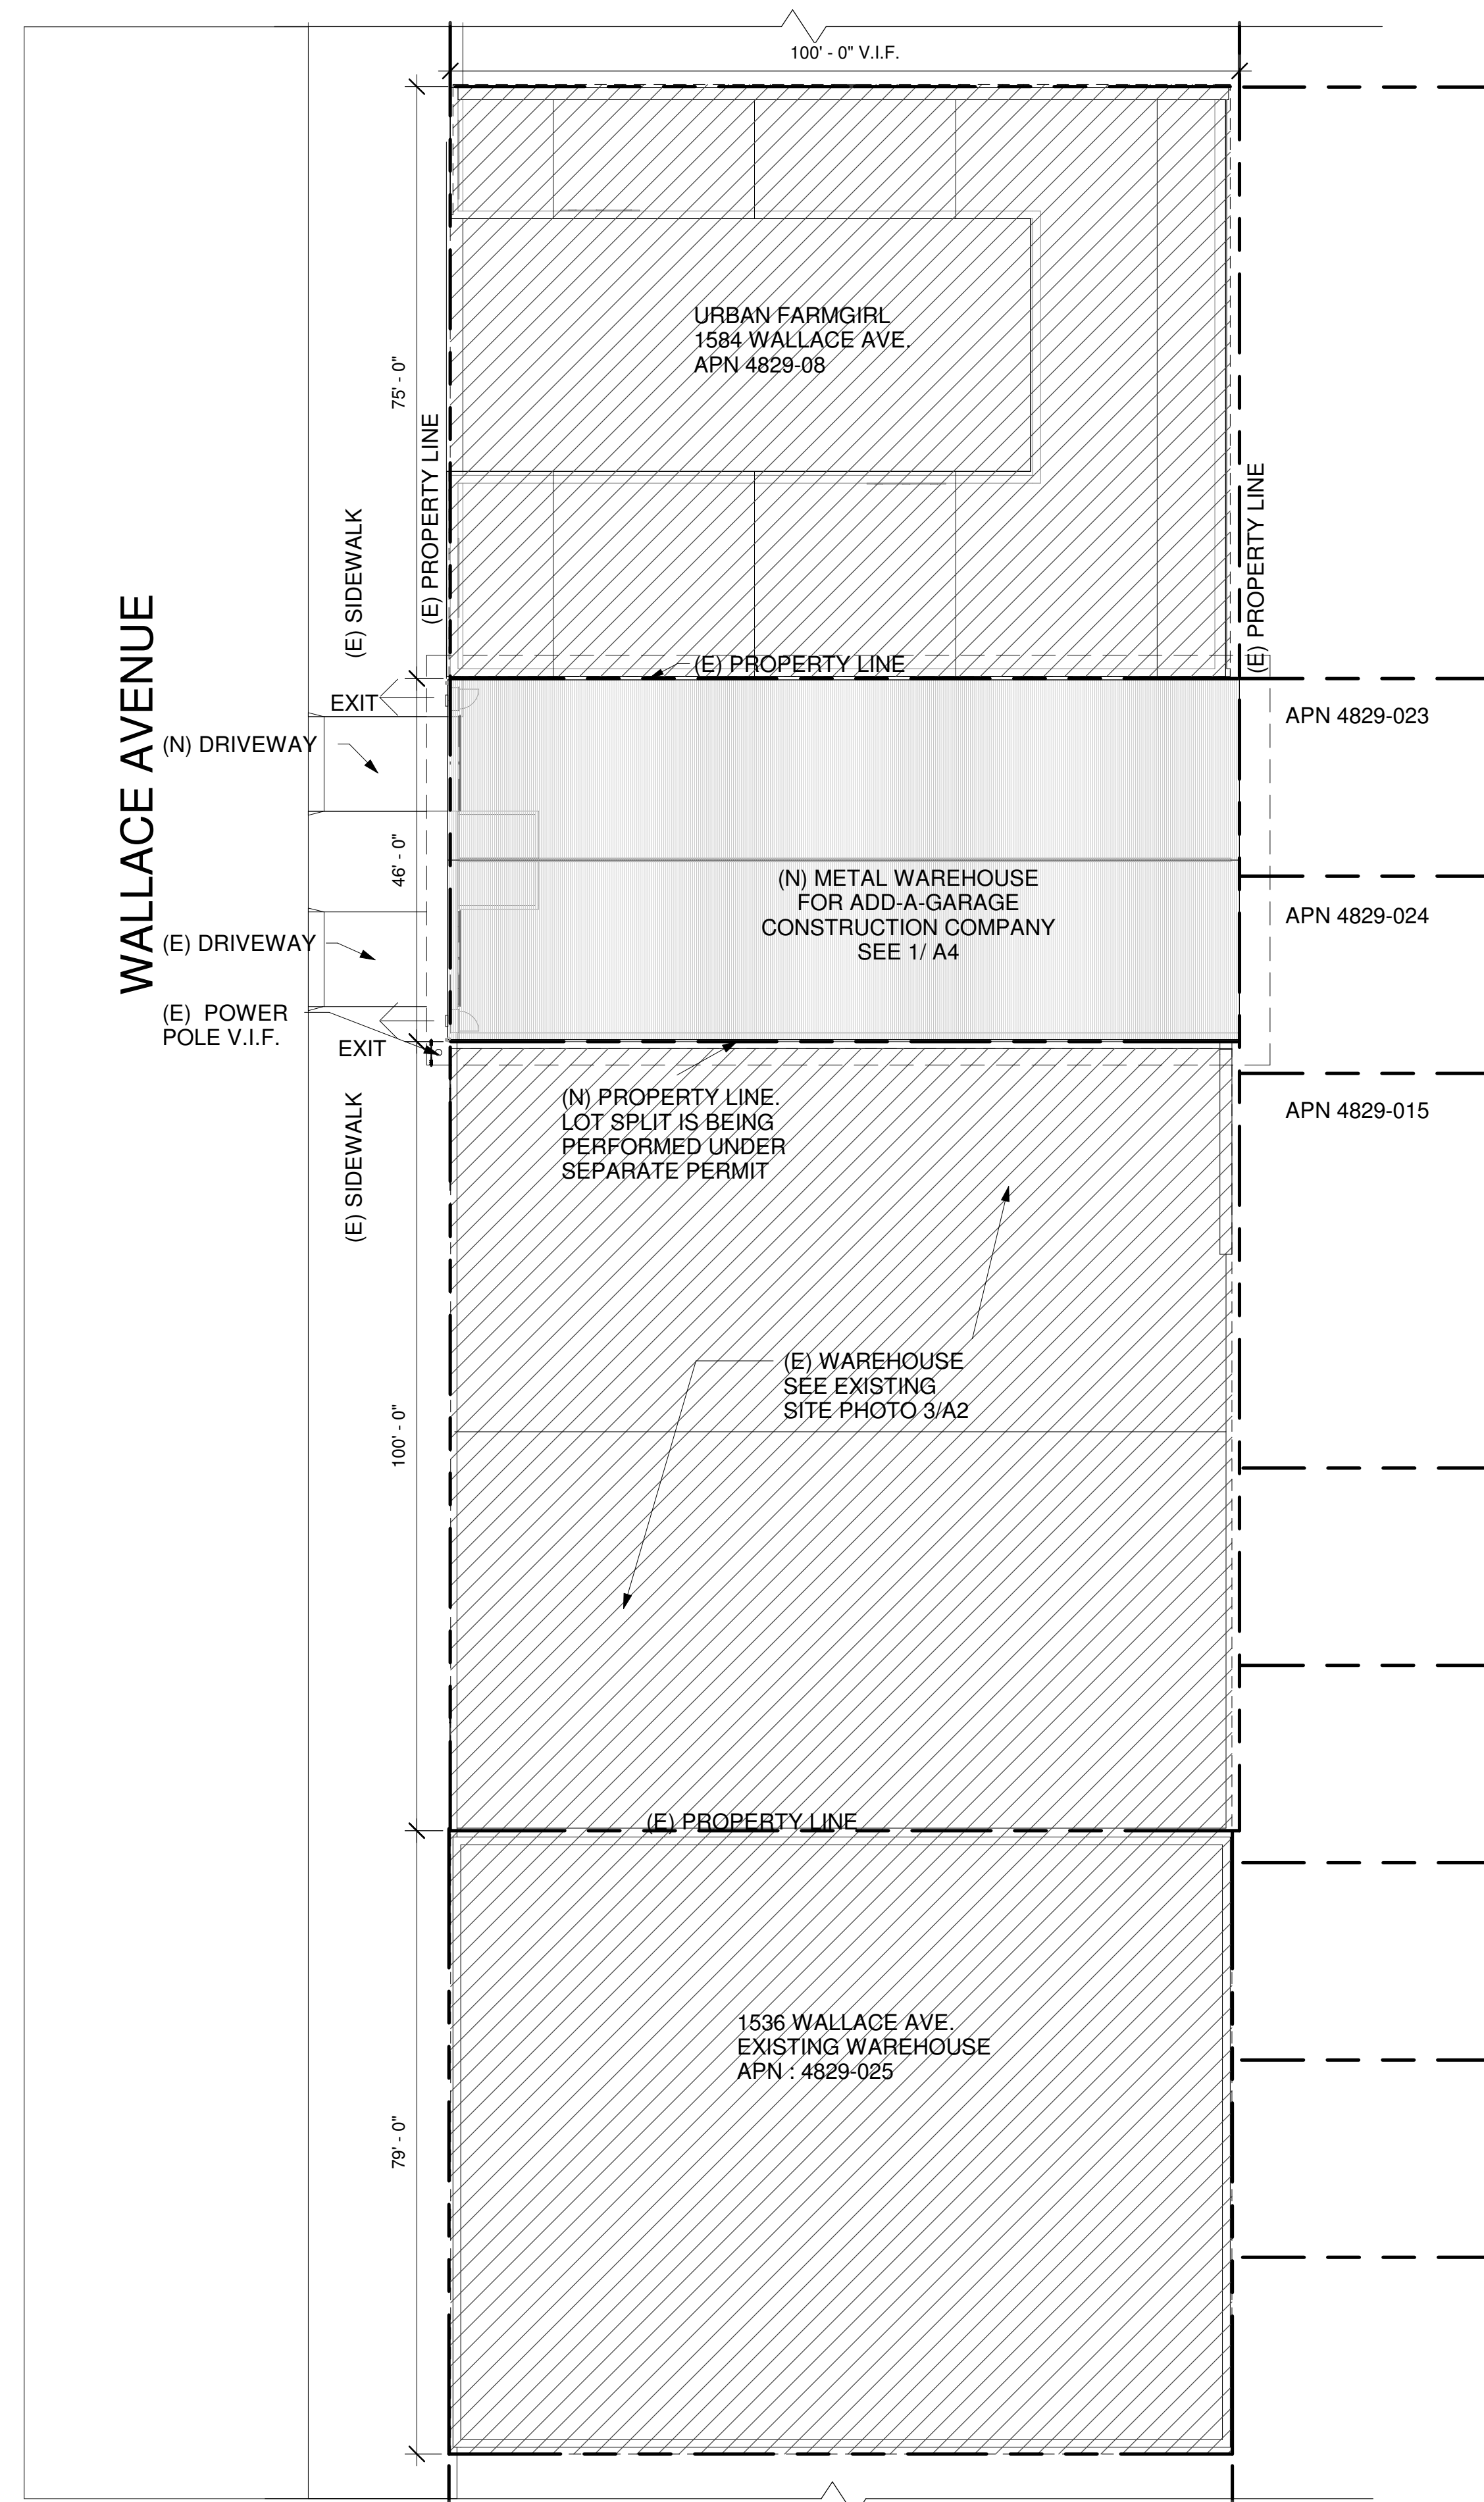 100' - 0" V.I.F.
URBAN FARMGIRL
1584 WALLACE AVE.
APN 4829-08
75' - 0"
(E) PROPERTY LINE
(E) PROPERTY LINE
(E) SIDEWALK
WALLACE AVENUE
(E) PROPERTY LINE
EXIT
APN 4829-023
(N) DRIVEWAY
46' - 0"
(N) METAL WAREHOUSE
FOR ADD-A-GARAGE
CONSTRUCTION COMPANY
SEE 1/ A4
APN 4829-024
(E) DRIVEWAY
(E) POWER
POLE V.I.F.
EXIT
(N) PROPERTY LINE.
LOT SPLIT IS BEING
PERFORMED UNDER
SEPARATE PERMIT
APN 4829-015
(E) SIDEWALK
(E) WAREHOUSE
SEE EXISTING
SITE PHOTO 3/A2
100' - 0"
(E) PROPERTY LINE
1536 WALLACE AVE.
EXISTING WAREHOUSE
APN : 4829-025
79' - 0"